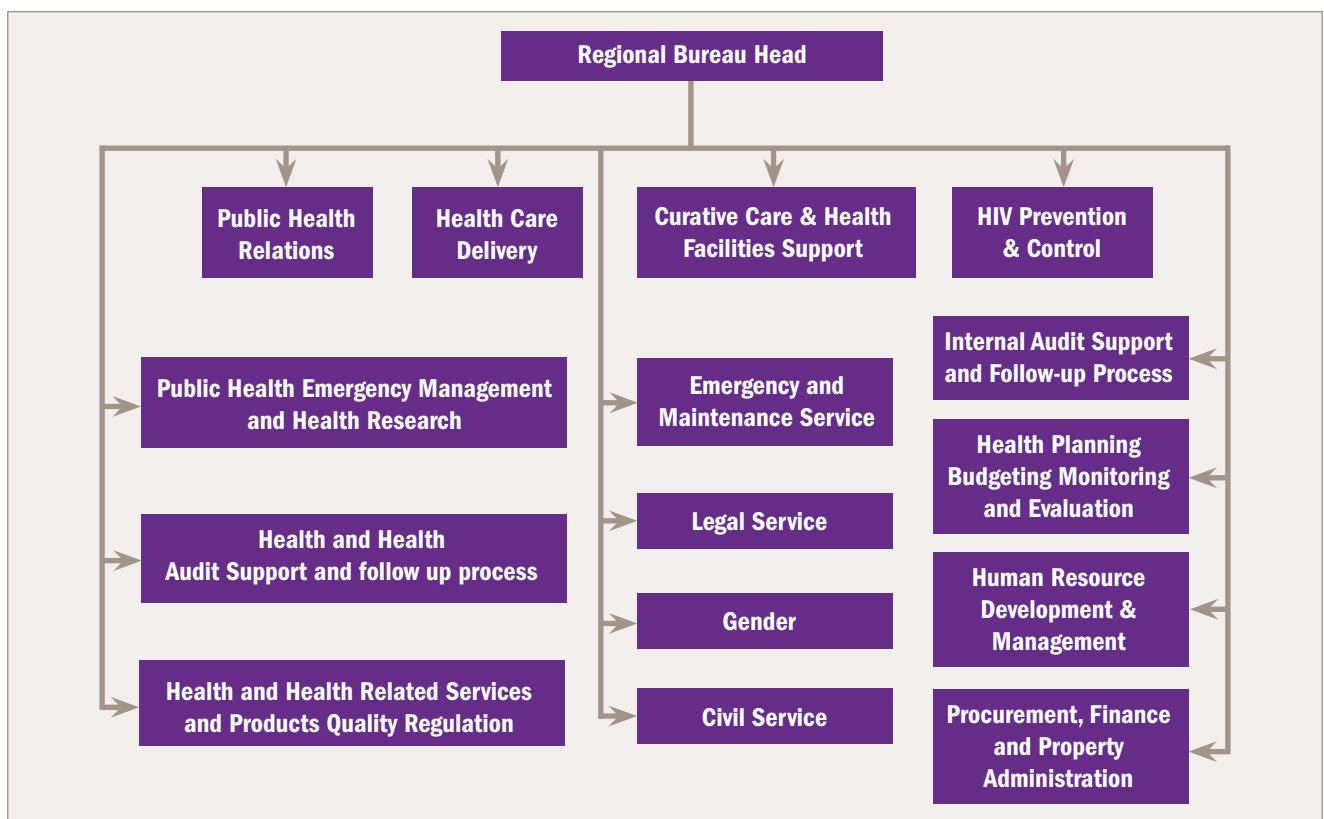 Regional Bureau Head
Public Health
Relations
Health Care
Delivery
Curative Care & Health
Facilities Support
HIV Prevention
& Control
Public Health Emergency Management
and Health Research
Health and Health
Audit Support and follow up process
Health and Health Related Services
and Products Quality Regulation
Emergency and
Maintenance Service
Legal Service
Gender
Civil Service
Internal Audit Support
and Follow-up Process
Health Planning
Budgeting Monitoring
and Evaluation
Human Resource
Development &
Management
Procurement, Finance
and Property
Administration